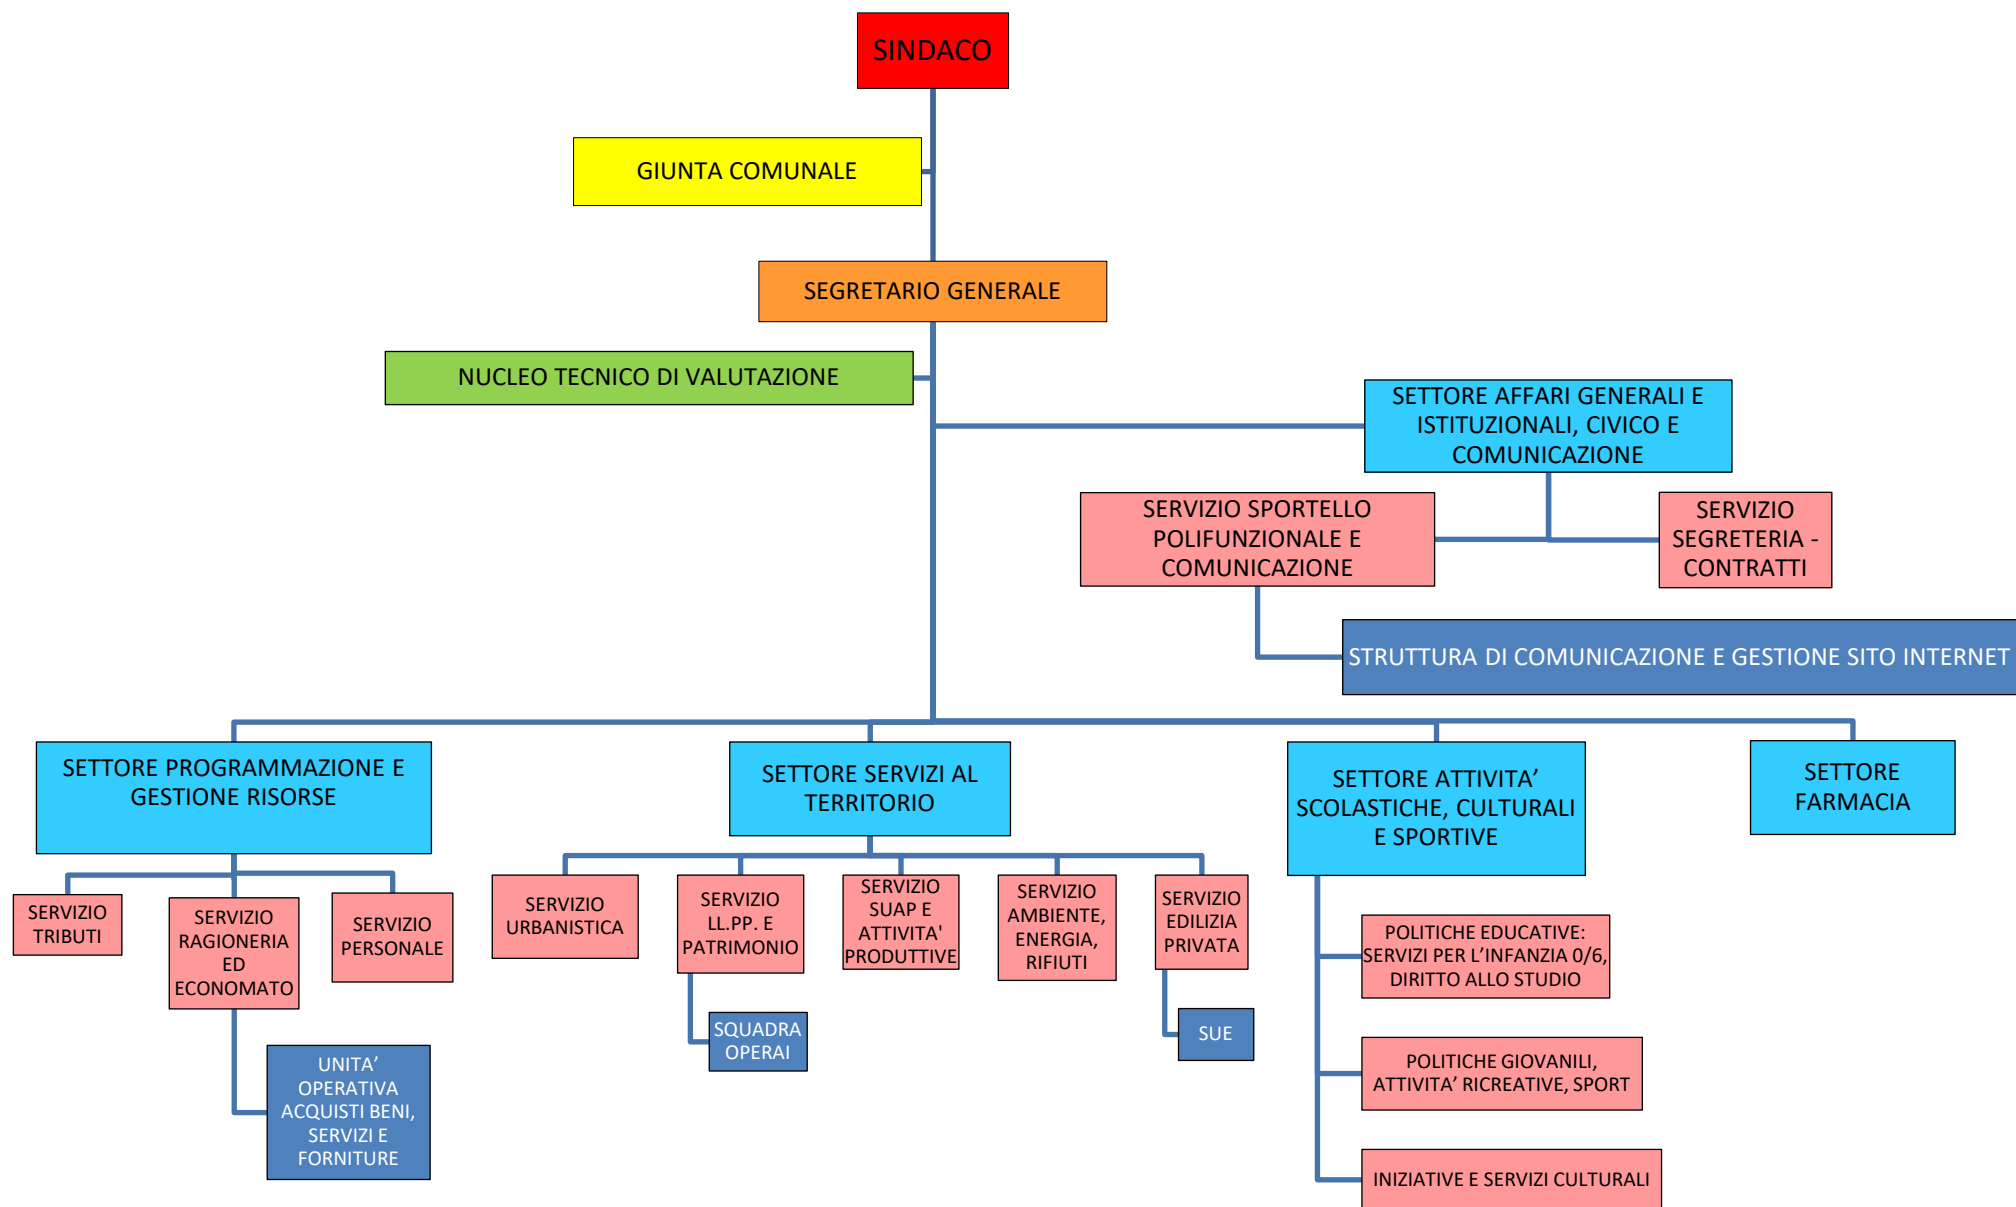 SINDACO
GIUNTA COMUNALE
SEGRETARIO GENERALE
NUCLEO TECNICO DI VALUTAZIONE
SETTORE AFFARI GENERALI E
ISTITUZIONALI, CIVICO E
COMUNICAZIONE
SERVIZIO SPORTELLO
POLIFUNZIONALE E
COMUNICAZIONE
SERVIZIO
SEGRETERIA -
CONTRATTI
STRUTTURA DI COMUNICAZIONE E GESTIONE SITO INTERNET
SETTORE PROGRAMMAZIONE E
GESTIONE RISORSE
SETTORE SERVIZI AL
TERRITORIO
SETTORE ATTIVITA’
SCOLASTICHE, CULTURALI
E SPORTIVE
SETTORE
FARMACIA
SERVIZIO
TRIBUTI
SERVIZIO
RAGIONERIA
ED
ECONOMATO
SERVIZIO
PERSONALE
SERVIZIO
URBANISTICA
SERVIZIO
LL.PP. E
PATRIMONIO
SERVIZIO
SUAP E
ATTIVITA'
PRODUTTIVE
SERVIZIO
AMBIENTE,
ENERGIA,
RIFIUTI
SERVIZIO
EDILIZIA
PRIVATA
UNITA’
OPERATIVA
ACQUISTI BENI,
SERVIZI E
FORNITURE
SQUADRA
OPERAI
SUE
POLITICHE EDUCATIVE:
SERVIZI PER L’INFANZIA 0/6,
DIRITTO ALLO STUDIO
POLITICHE GIOVANILI,
ATTIVITA’ RICREATIVE, SPORT
INIZIATIVE E SERVIZI CULTURALI